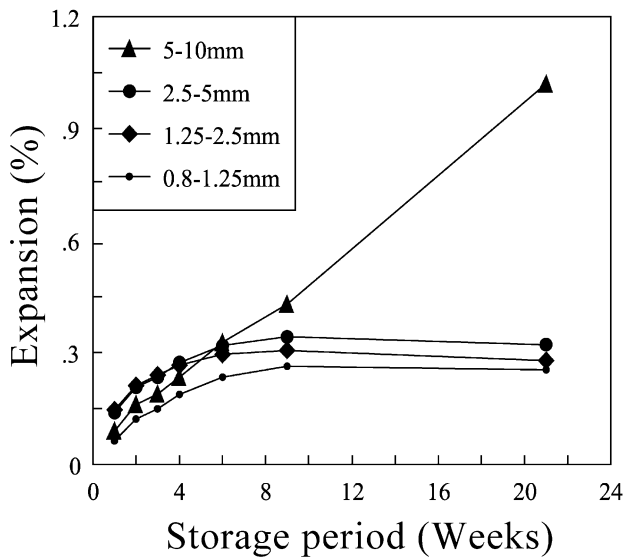 1.2
.9
.6
.3
0
Expansion (%)
5-10mm
2.5-5mm
1.25-2.5mm
0.8-1.25mm
0 4 8 12 16 20 24
Storage period (Weeks)